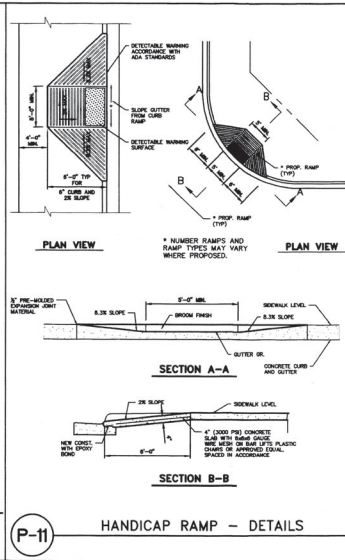 DETECTABLE WARNING
ACCORDANCE WITH
ADA STANDARDS
SLOPE GUTTER
FROM CURB
RAMP
DETECTABLE WARNING
SURFACE
4'-0"
MIN.
6'-0" TYP
FOR
6" CURB AND
2% SLOPE
PLAN VIEW
A
B
5' MIN.
5' MIN.
* PROP. RAMP
(TYP)
B
A
* PROP. RAMP
(TYP)
* NUMBER RAMPS AND
RAMP TYPES MAY VARY
WHERE PROPOSED.
PLAN VIEW
½" PRE-MOLDED
EXPANSION JOINT
MATERIAL
5'-0" MIN.
SIDEWALK LEVEL
8.3% SLOPE
BROOM FINISH
8.3% SLOPE
GUTTER GR.
CONCRETE CURB
AND GUTTER
SECTION A-A
2% SLOPE
SIDEWALK LEVEL
NEW CONST.
WITH EPOXY
BOND
6'-0"
4" (3000 PSI) CONCRETE
SLAB WITH 6x6x6 GAUGE
WIRE MESH ON BAR LIFTS PLASTIC
CHAIRS OR APPROVED EQUAL,
SPACED IN ACCORDANCE
SECTION B-B
P-11
HANDICAP RAMP - DETAILS